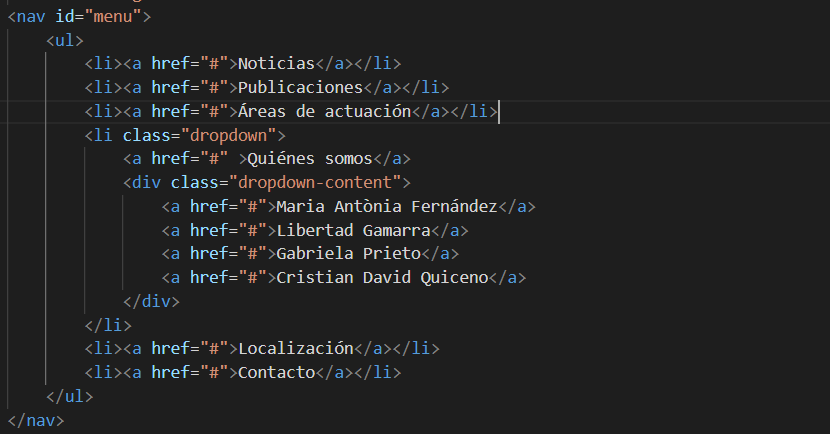 <nav id="menu">
<ul>
<li><a href="#">Noticias</a></li>
<li><a href="#">Publicaciones</a></li>
<li><a href="#">Áreas de actuación</a></li>
<li class="dropdown">
<a href="#" >Quiénes somos</a>
<div class="dropdown-content">
<a href="#">Maria Antònia Fernández</a>
<a href="#">Libertad Gamarra</a>
<a href="#">Gabriela Prieto</a>
<a href="#">Cristian David Quiceno</a>
</div>
</li>
<li><a href="#">Localización</a></li>
<li><a href="#">Contacto</a></li>
</ul>
</nav>